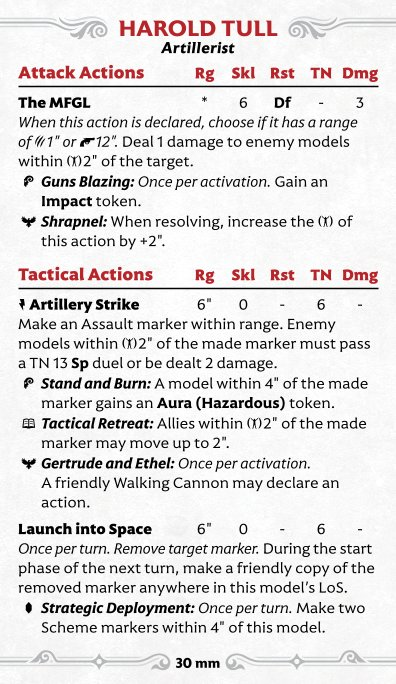 HAROLD TULL
Artillerist
Attack Actions Rg Skl Rst TN Dmg
The MFGL * 6 Df - 3
When this action is declared, choose if it has a range
of 1" or 12". Deal 1 damage to enemy models
within 2" of the target.
Guns Blazing: Once per activation. Gain an
Impact token.
Shrapnel: When resolving, increase the of
this action by +2".
Tactical Actions Rg Skl Rst TN Dmg
Artillery Strike 6" 0 - 6 -
Make an Assault marker within range. Enemy
models within 2" of the made marker must pass
a TN 13 Sp duel or be dealt 2 damage.
Stand and Burn: A model within 4" of the made
marker gains an Aura (Hazardous) token.
Tactical Retreat: Allies within 2" of the made
marker may move up to 2".
Gertrude and Ethel: Once per activation.
A friendly Walking Cannon may declare an
action.
Launch into Space 6" 0 - 6 -
Once per turn. Remove target marker. During the start
phase of the next turn, make a friendly copy of the
removed marker anywhere in this model's LoS.
Strategic Deployment: Once per turn. Make two
Scheme markers within 4" of this model.
30 mm